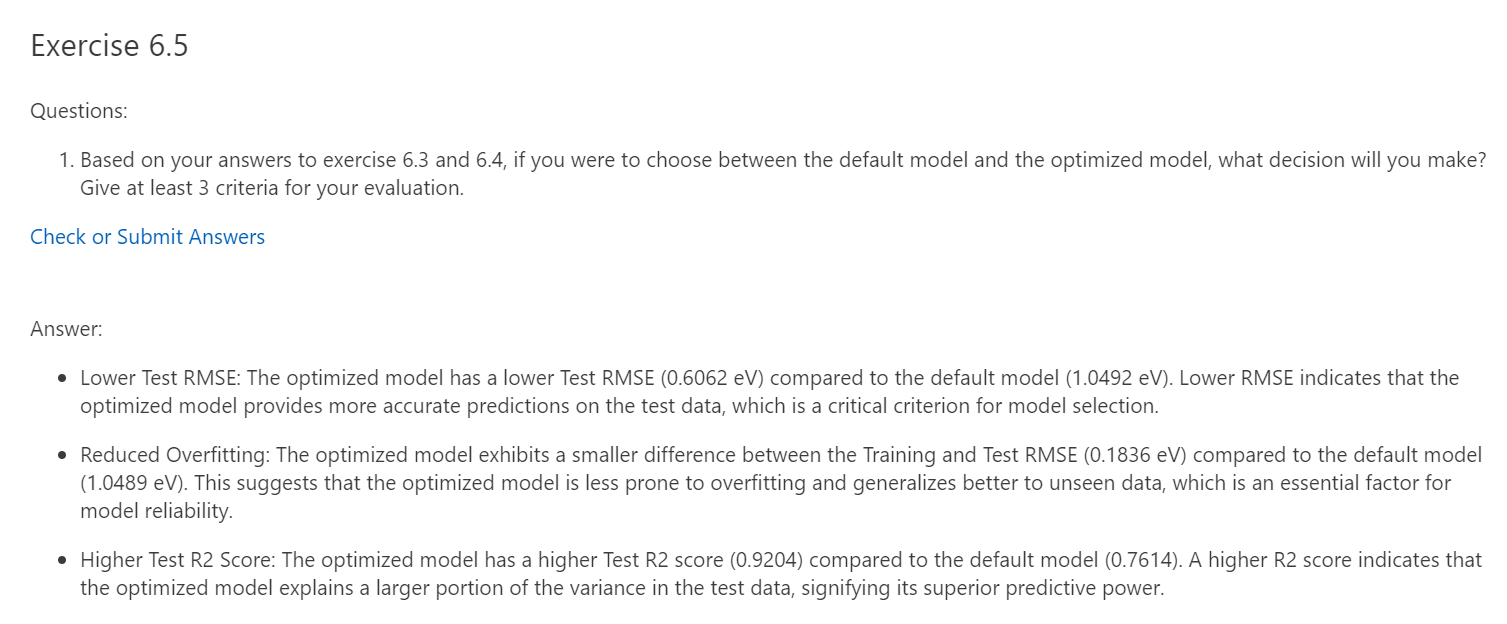 Exercise 6.5
Questions:
1. Based on your answers to exercise 6.3 and 6.4, if you were to choose between the default model and the optimized model, what decision will you make?
Give at least 3 criteria for your evaluation.
Check or Submit Answers
Answer:
• Lower Test RMSE: The optimized model has a lower Test RMSE (0.6062 eV) compared to the default model (1.0492 eV). Lower RMSE indicates that the
optimized model provides more accurate predictions on the test data, which is a critical criterion for model selection.
• Reduced Overfitting: The optimized model exhibits a smaller difference between the Training and Test RMSE (0.1836 eV) compared to the default model
(1.0489 eV). This suggests that the optimized model is less prone to overfitting and generalizes better to unseen data, which is an essential factor for
model reliability.
• Higher Test R2 Score: The optimized model has a higher Test R2 score (0.9204) compared to the default model (0.7614). A higher R2 score indicates that
the optimized model explains a larger portion of the variance in the test data, signifying its superior predictive power.